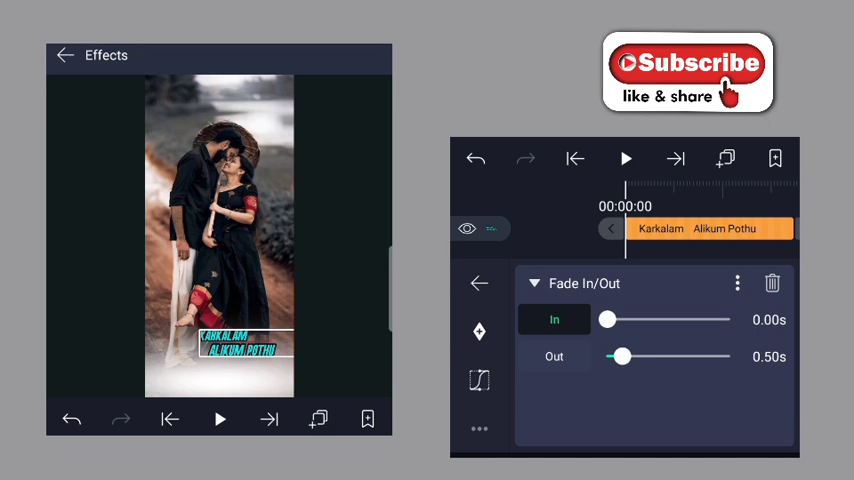 Effects
Subscribe
like & share
KARKALAM
ALIKUM POTHU
00:00:00
Karkalam Alikum Pothu
Fade In/Out
In
0.00s
Out
0.50s